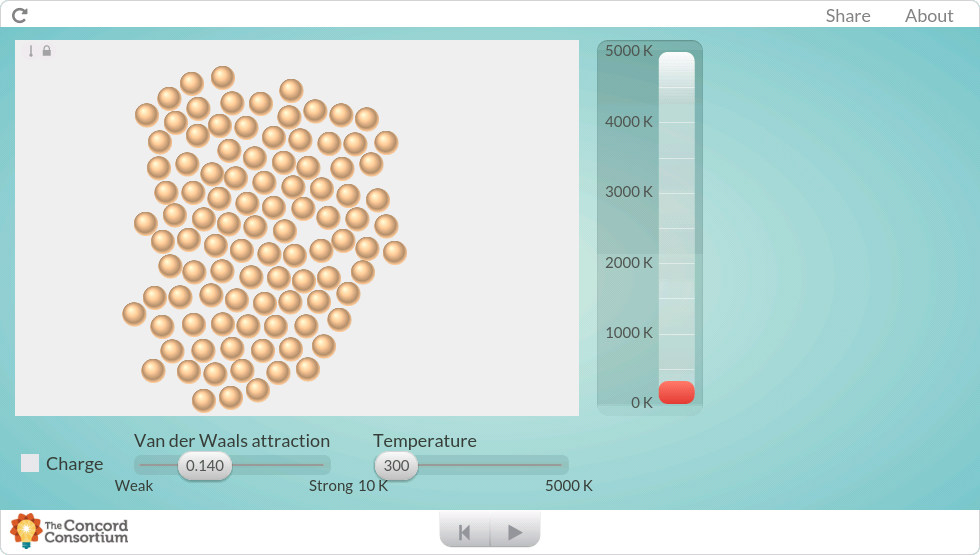 Share About
5000 K
4000 K
3000 K
2000 K
1000 K
0 K
Van der Waals attraction Temperature
Charge 0.140 300
Weak Strong 10 K 5000 K
The Concord
Consortium